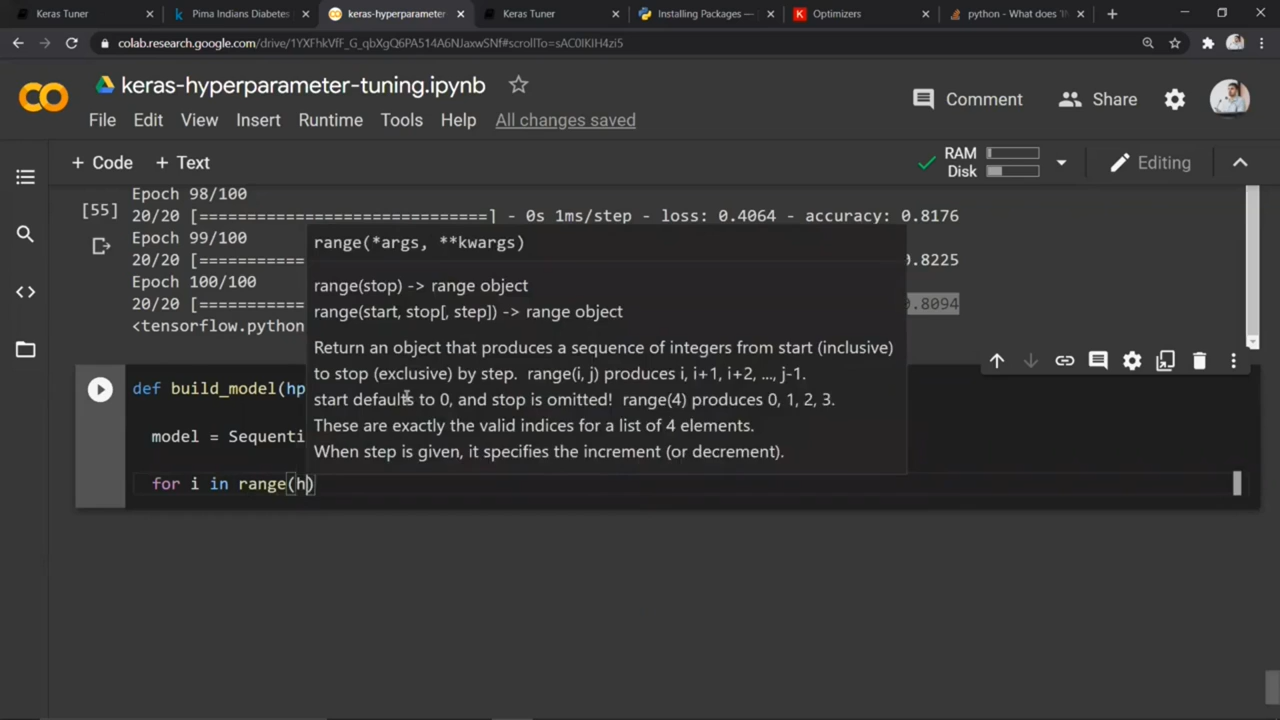 Keras Tuner
Pima Indians Diabetes
keras-hyperparameter
Keras Tuner
Installing Packages —
Optimizers
python - What does
colab.research.google.com/drive/1YXFhkVfF_G_qbXgQ6PA514A6NJaxwSNf#scrollTo=sAC0IKIH4zi5
CO
keras-hyperparameter-tuning.ipynb
Comment
Share
File Edit View Insert Runtime Tools Help All changes saved
+ Code + Text
RAM
Disk
Editing
Epoch 98/100
[55]
20/20 [==============================] - 0s 1ms/step - loss: 0.4064 - accuracy: 0.8176
Epoch 99/100
20/20 [============
0.8225
Epoch 100/100
20/20 [============
0.8094
<tensorflow.python
range(*args, **kwargs)
range(stop) -> range object
range(start, stop[, step]) -> range object
Return an object that produces a sequence of integers from start (inclusive)
to stop (exclusive) by step. range(i, j) produces i, i+1, i+2, ..., j-1.
start defaults to 0, and stop is omitted! range(4) produces 0, 1, 2, 3.
These are exactly the valid indices for a list of 4 elements.
When step is given, it specifies the increment (or decrement).
def build_model(hp
model = Sequenti
for i in range(h)